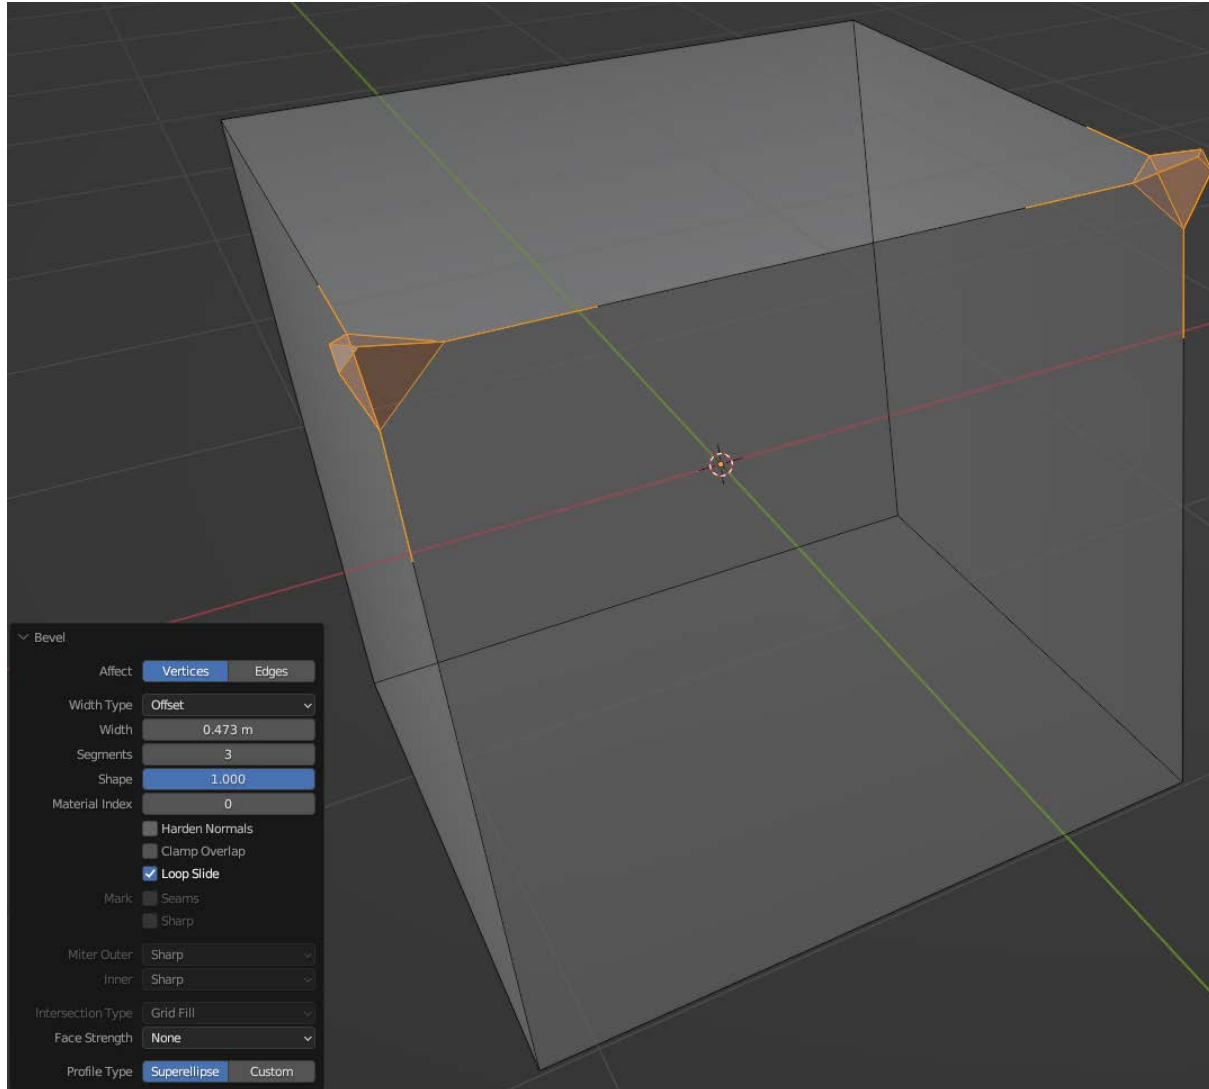 Bevel
Affect Vertices Edges
Width Type Offset
Width 0.473 m
Segments 3
Shape 1.000
Material Index 0
Harden Normals
Clamp Overlap
Loop Slide
Mark Seams
Sharp
Miter Outer Sharp
Inner Sharp
Intersection Type Grid Fill
Face Strength None
Profile Type Superellipse Custom